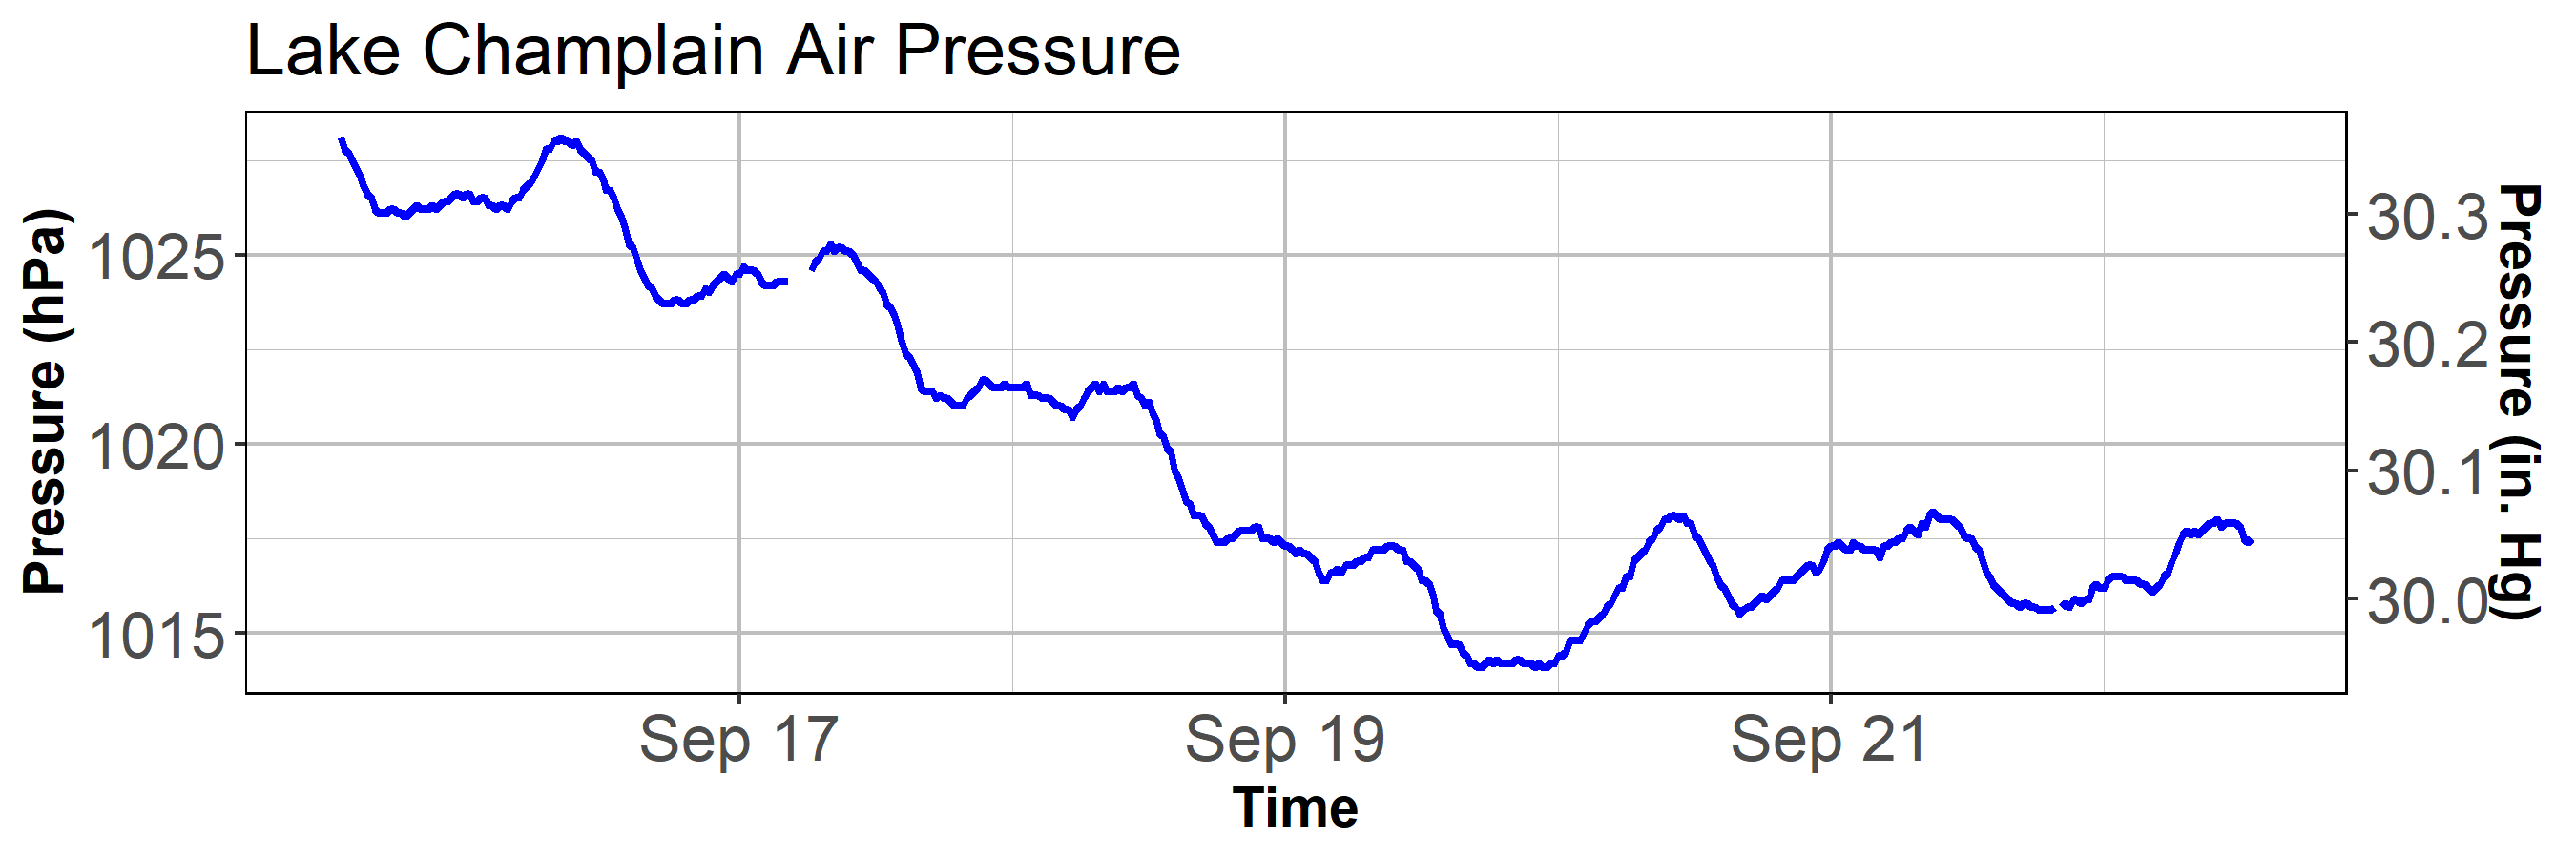 Lake Champlain Air Pressure
Pressure (hPa)
1025
1020
1015
30.3
30.2
30.1
30.0
Pressure (in. Hg)
Sep 17
Sep 19
Sep 21
Time